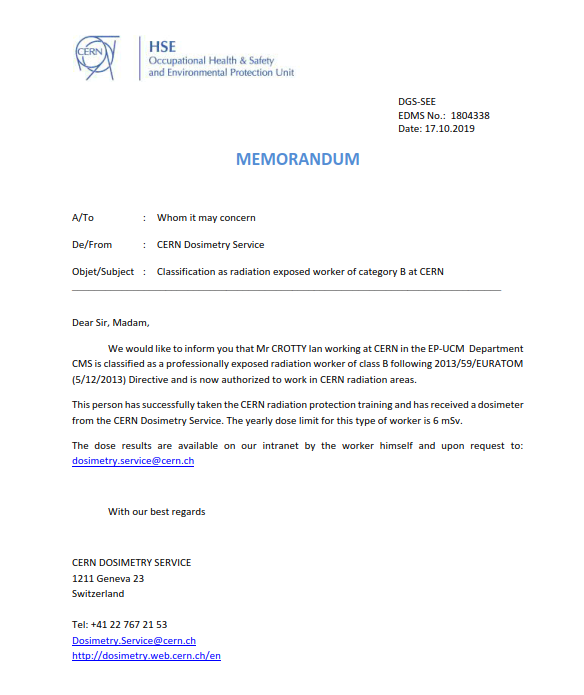 CERN
HSE
Occupational Health & Safety
and Environmental Protection Unit
DGS-SEE
EDMS No.: 1804338
Date: 17.10.2019
MEMORANDUM
A/To : Whom it may concern
De/From : CERN Dosimetry Service
Objet/Subject : Classification as radiation exposed worker of category B at CERN
Dear Sir, Madam,
We would like to inform you that Mr CROTTY Ian working at CERN in the EP-UCM Department
CMS is classified as a professionally exposed radiation worker of class B following 2013/59/EURATOM
(5/12/2013) Directive and is now authorized to work in CERN radiation areas.
This person has successfully taken the CERN radiation protection training and has received a dosimeter
from the CERN Dosimetry Service. The yearly dose limit for this type of worker is 6 mSv.
The dose results are available on our intranet by the worker himself and upon request to:
dosimetry.service@cern.ch
With our best regards
CERN DOSIMETRY SERVICE
1211 Geneva 23
Switzerland
Tel: +41 22 767 21 53
Dosimetry.Service@cern.ch
http://dosimetry.web.cern.ch/en